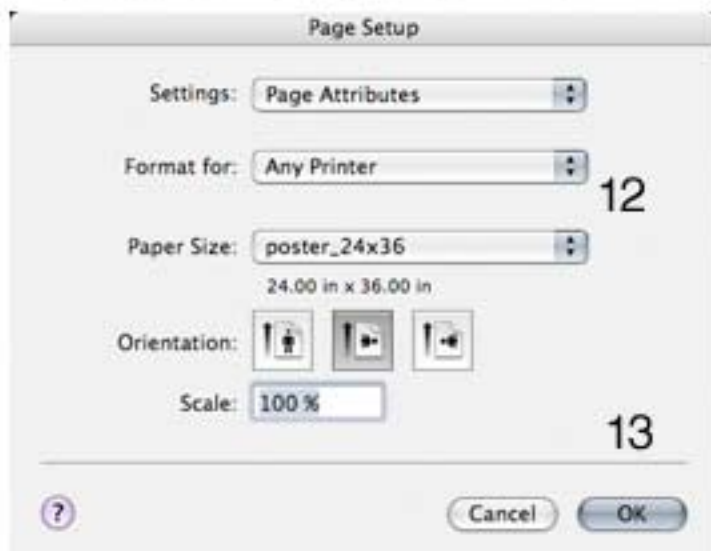 Page Setup
Settings: Page Attributes
Format for: Any Printer
12
Paper Size: poster_24x36
24.00 in x 36.00 in
Orientation:
Scale: 100 %
13
? Cancel OK